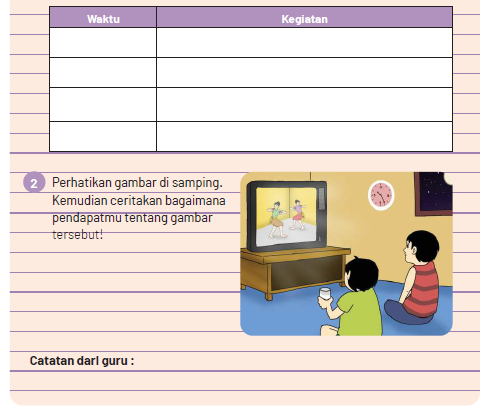 Waktu Kegiatan
2 Perhatikan gambar di samping.
Kemudian ceritakan bagaimana
pendapatmu tentang gambar
tersebut!
Catatan dari guru :